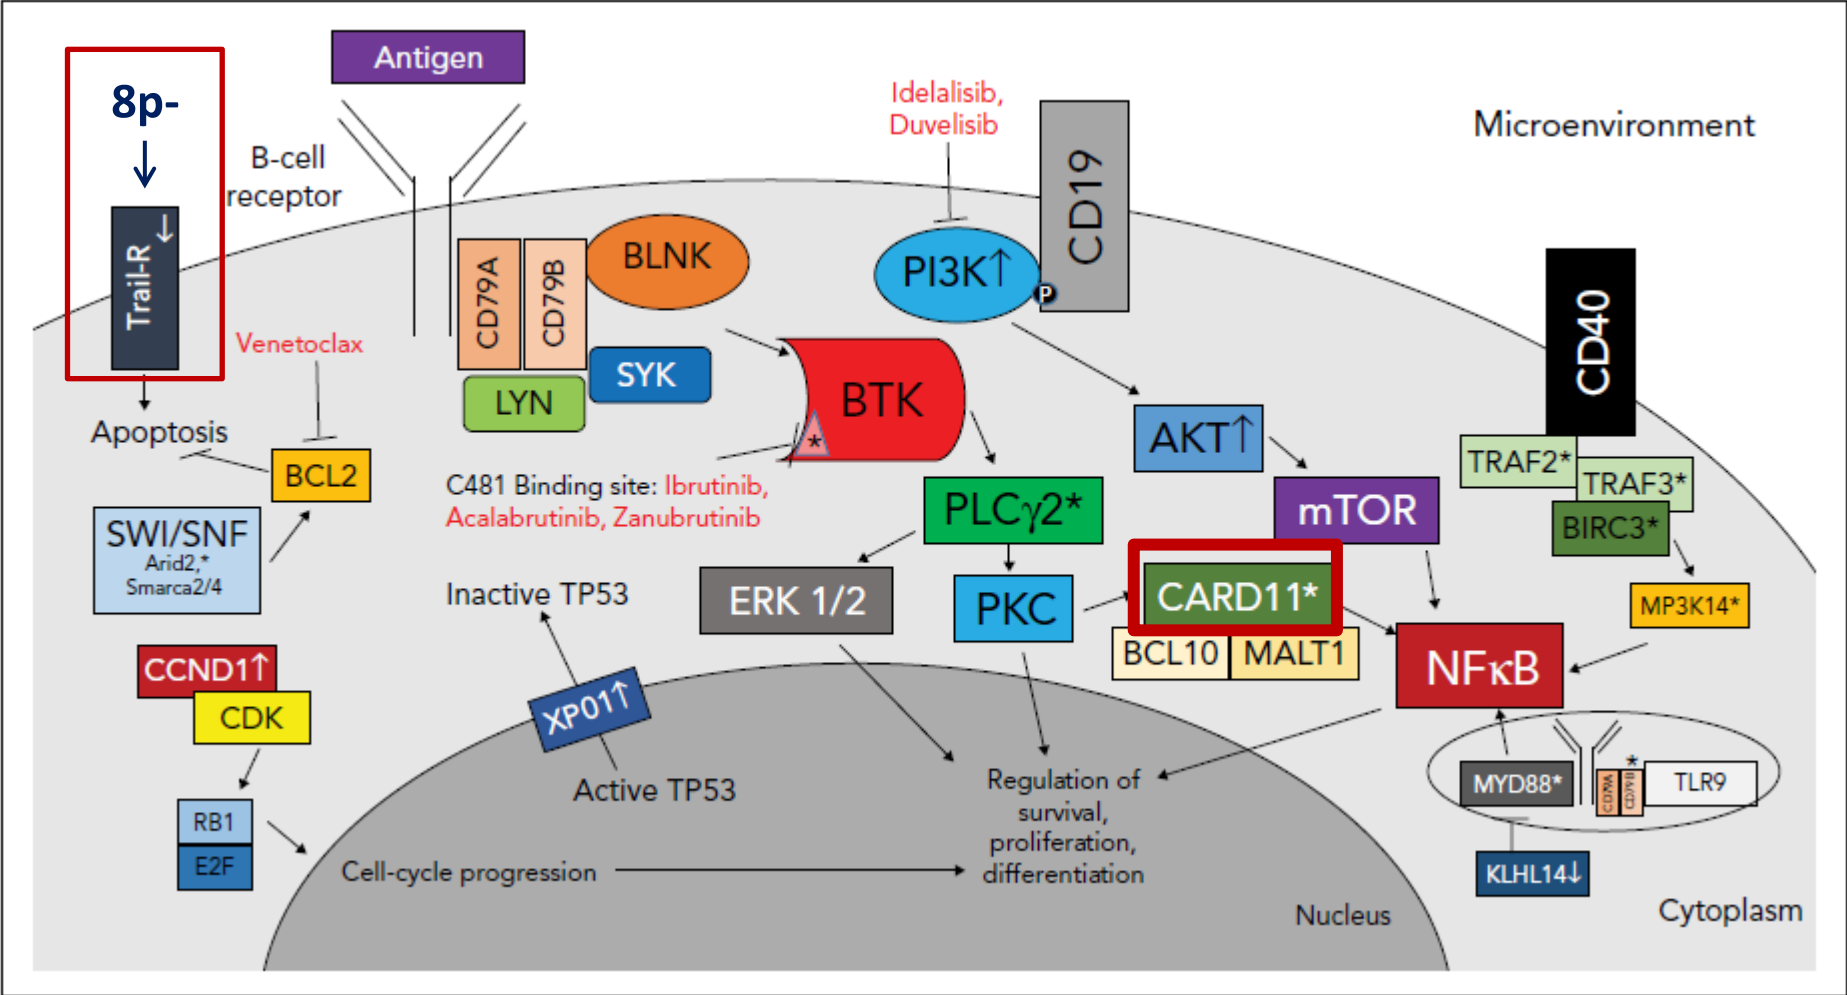 8p-
Antigen
B-cell
receptor
Trail-R ↓
Apoptosis
Venetoclax
BCL2
SWI/SNF
Arid2,*
Smarca2/4
CCND1↑
CDK
RB1
E2F
CD79A
CD79B
BLNK
LYN
SYK
BTK
*
C481 Binding site: Ibrutinib,
Acalabrutinib, Zanubrutinib
Idelalisib,
Duvelisib
PI3K↑
P
CD19
Microenvironment
AKT↑
mTOR
PLCγ2*
ERK 1/2
PKC
CARD11*
BCL10
MALT1
NFκB
CD40
TRAF2*
TRAF3*
BIRC3*
MP3K14*
MYD88*
CD79A
CD79B
*
TLR9
KLHL14↓
Inactive TP53
XP01↑
Active TP53
Cell-cycle progression
Regulation of
survival,
proliferation,
differentiation
Nucleus
Cytoplasm